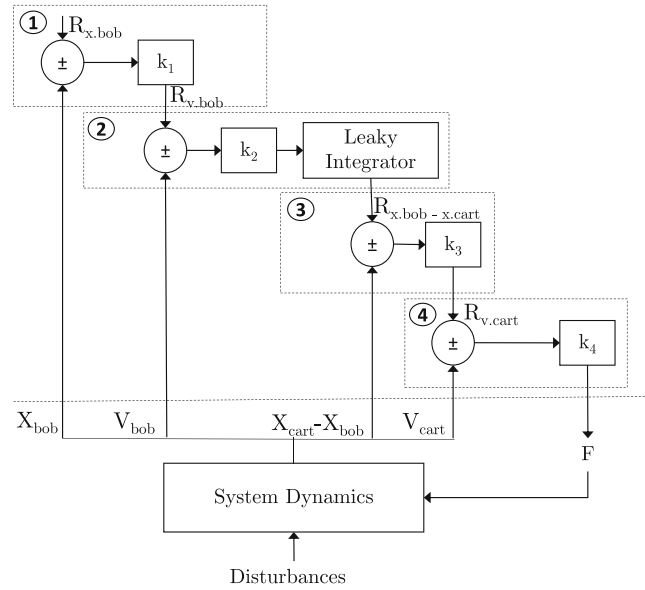 1
R_x.bob
±
k_1
R_v.bob
2
±
k_2
Leaky
Integrator
3
R_x.bob - x.cart
±
k_3
4
R_v.cart
±
k_4
X_bob
V_bob
X_cart-X_bob
V_cart
F
System Dynamics
Disturbances